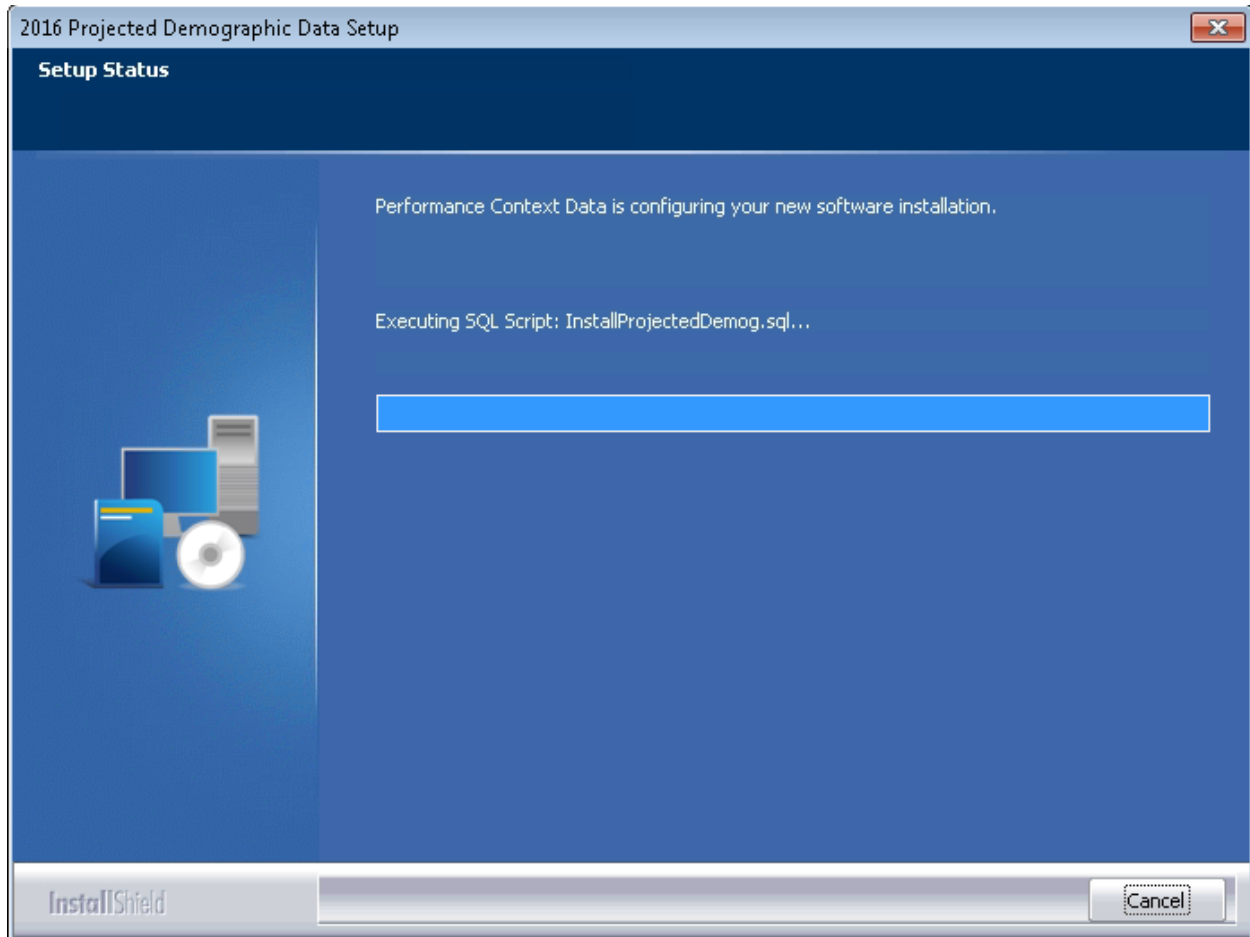 2016 Projected Demographic Data Setup
Setup Status
Performance Context Data is configuring your new software installation.
Executing SQL Script: InstallProjectedDemog.sql...
InstallShield
Cancel